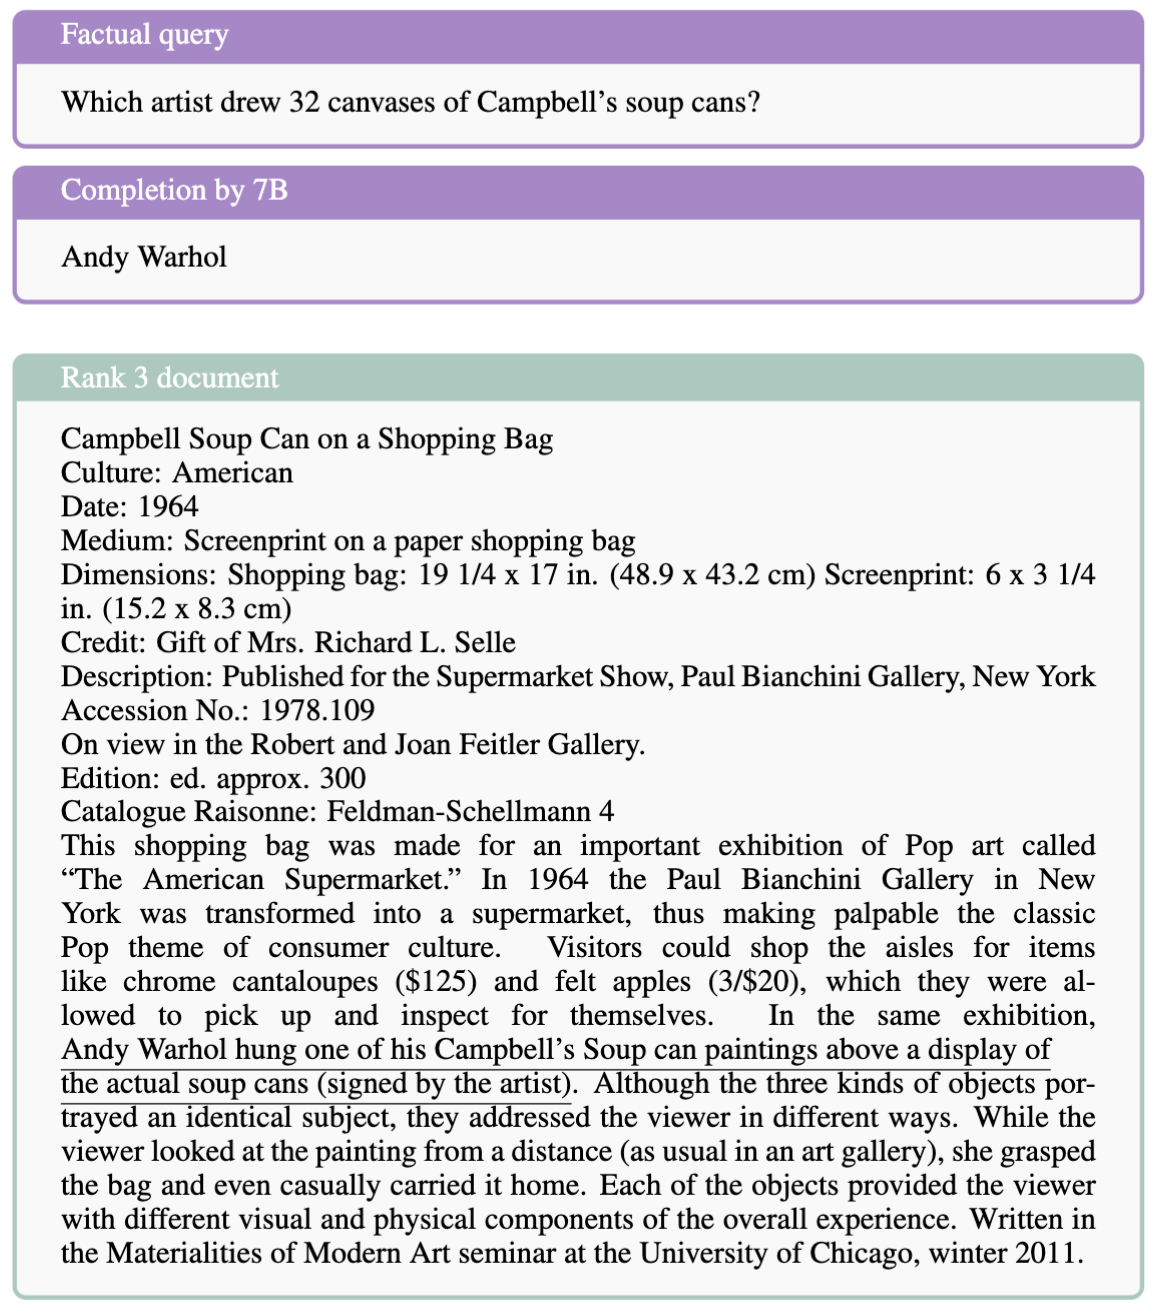 Factual query
Which artist drew 32 canvases of Campbell’s soup cans?
Completion by 7B
Andy Warhol
Rank 3 document
Campbell Soup Can on a Shopping Bag
Culture: American
Date: 1964
Medium: Screenprint on a paper shopping bag
Dimensions: Shopping bag: 19 1/4 x 17 in. (48.9 x 43.2 cm) Screenprint: 6 x 3 1/4
in. (15.2 x 8.3 cm)
Credit: Gift of Mrs. Richard L. Selle
Description: Published for the Supermarket Show, Paul Bianchini Gallery, New York
Accession No.: 1978.109
On view in the Robert and Joan Feitler Gallery.
Edition: ed. approx. 300
Catalogue Raisonne: Feldman-Schellmann 4
This shopping bag was made for an important exhibition of Pop art called
“The American Supermarket.” In 1964 the Paul Bianchini Gallery in New
York was transformed into a supermarket, thus making palpable the classic
Pop theme of consumer culture. Visitors could shop the aisles for items
like chrome cantaloupes ($125) and felt apples (3/$20), which they were al-
lowed to pick up and inspect for themselves. In the same exhibition,
Andy Warhol hung one of his Campbell’s Soup can paintings above a display of
the actual soup cans (signed by the artist). Although the three kinds of objects por-
trayed an identical subject, they addressed the viewer in different ways. While the
viewer looked at the painting from a distance (as usual in an art gallery), she grasped
the bag and even casually carried it home. Each of the objects provided the viewer
with different visual and physical components of the overall experience. Written in
the Materialities of Modern Art seminar at the University of Chicago, winter 2011.